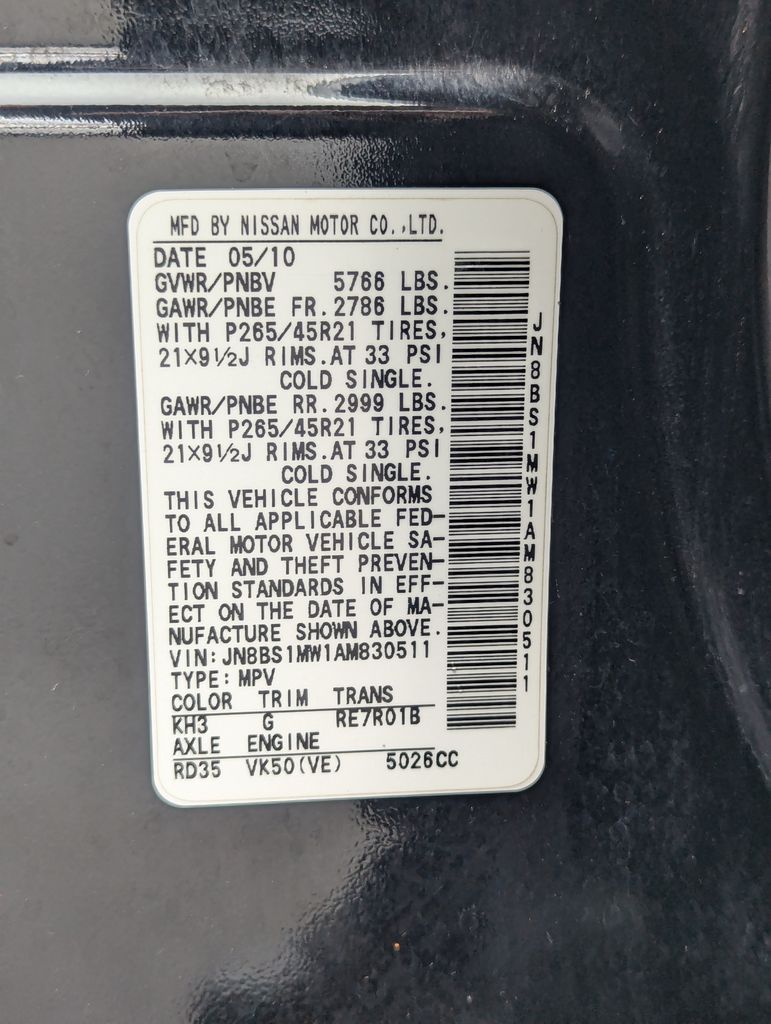 MFD BY NISSAN MOTOR CO.,LTD.
DATE 05/10
GVWR/PNBV 5766 LBS.
GAWR/PNBE FR. 2786 LBS.
WITH P265/45R21 TIRES,
21×9½J RIMS.AT 33 PSI
COLD SINGLE.
GAWR/PNBE RR. 2999 LBS.
WITH P265/45R21 TIRES,
21×9½J RIMS.AT 33 PSI
COLD SINGLE.
THIS VEHICLE CONFORMS
TO ALL APPLICABLE FED-
ERAL MOTOR VEHICLE SA-
FETY AND THEFT PREVEN-
TION STANDARDS IN EFF-
ECT ON THE DATE OF MA-
NUFACTURE SHOWN ABOVE.
VIN: JN8BS1MW1AM830511
TYPE: MPV
COLOR TRIM TRANS
KH3 G RE7R01B
AXLE ENGINE
RD35 VK50(VE) 5026CC
JN8BS1MW1AM830511